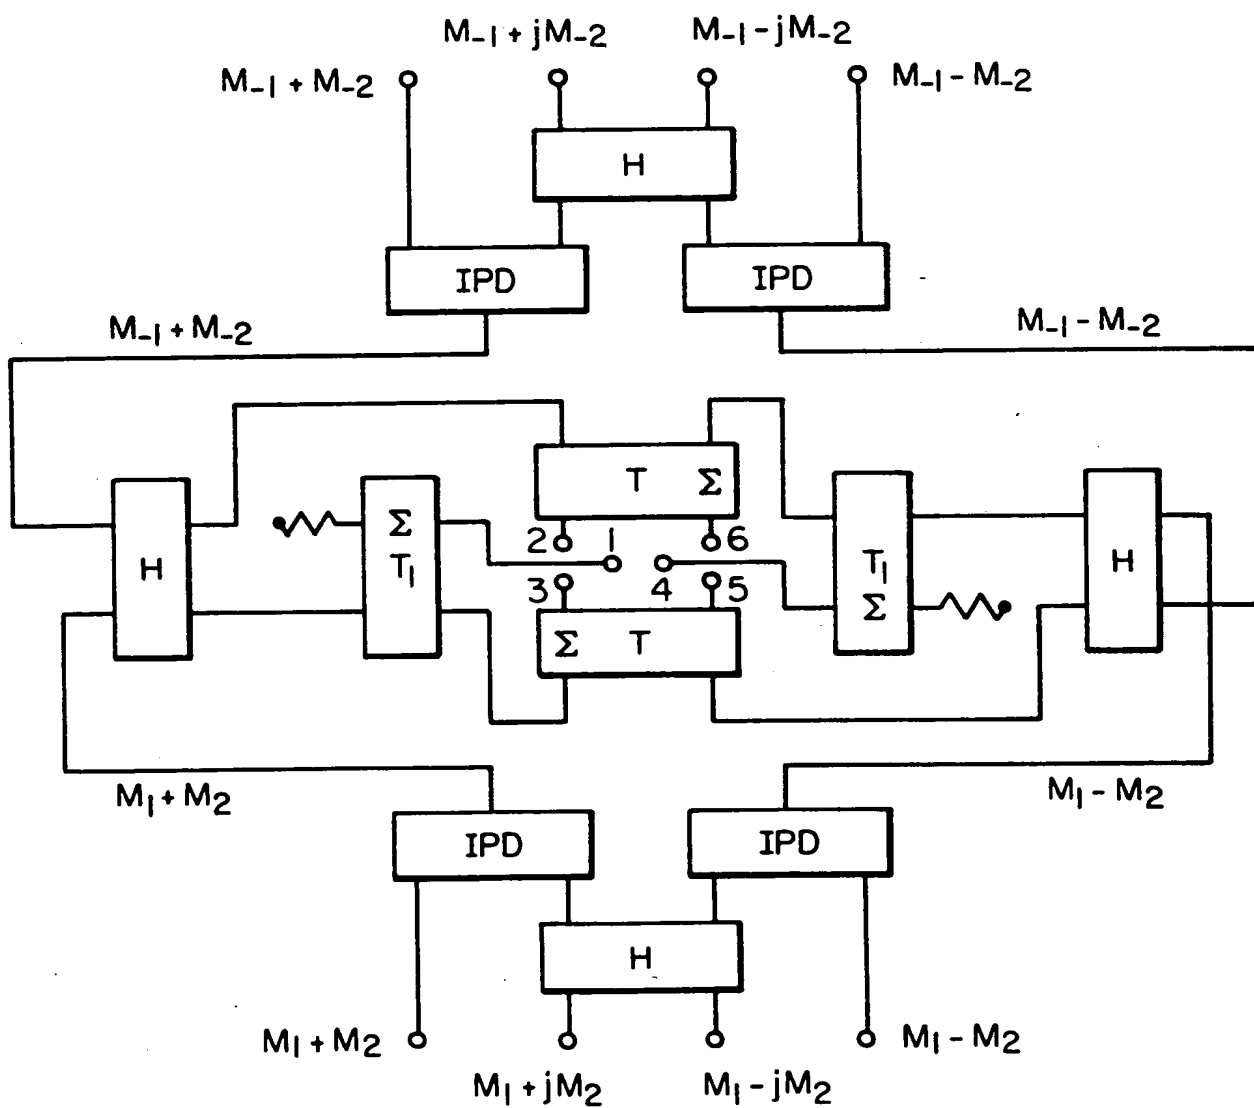 M₋₁ + jM₋₂ M₋₁ - jM₋₂
M₋₁ + M₋₂ M₋₁ - M₋₂
H
IPD IPD
M₋₁ + M₋₂ M₋₁ - M₋₂
T Σ
Σ
2 1 6
H T₁ T₁ H
3 4 5
Σ
Σ T
M₁ + M₂ M₁ - M₂
IPD IPD
H
M₁ + M₂ M₁ - M₂
M₁ + jM₂ M₁ - jM₂